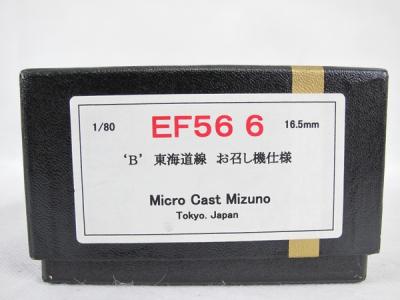 1/80 EF56 6 16.5mm
‘B’ 東海道線 お召し機仕様
Micro Cast Mizuno
Tokyo. Japan